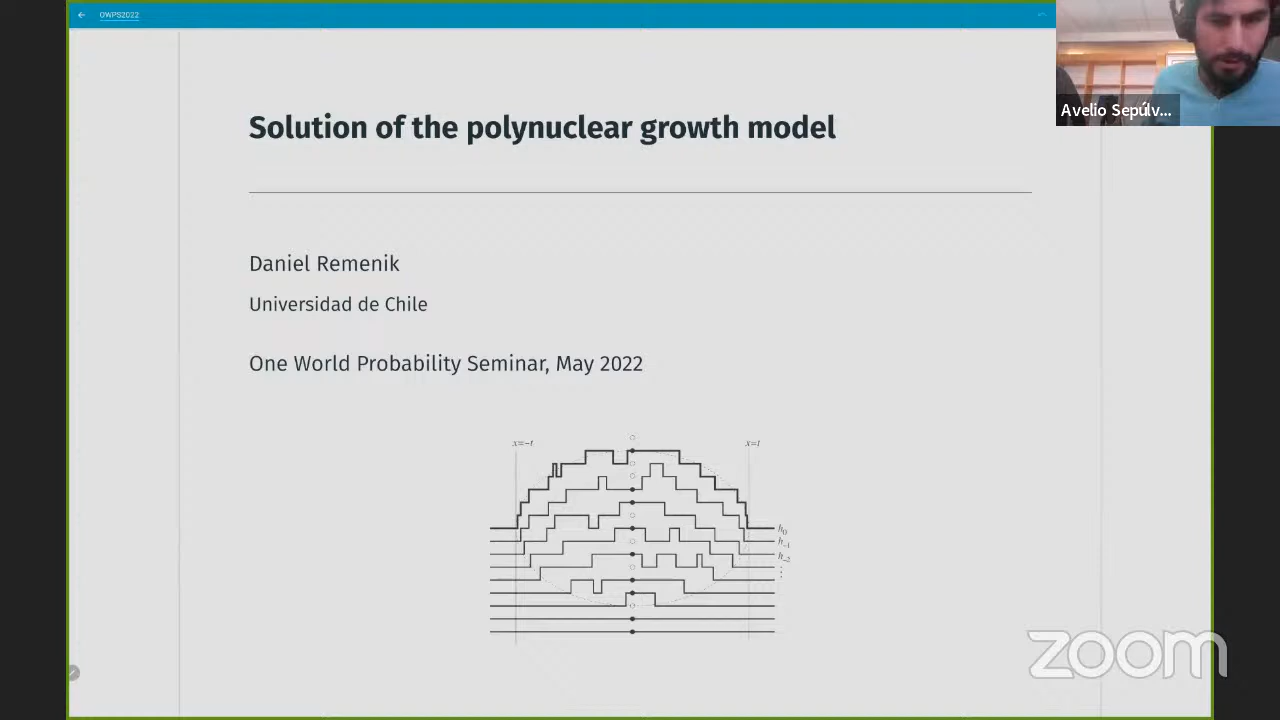 OWPS2022
Avelio Sepúlv...
Solution of the polynuclear growth model
Daniel Remenik
Universidad de Chile
One World Probability Seminar, May 2022
x=-t
x=t
h0
h-1
h-2
zoom